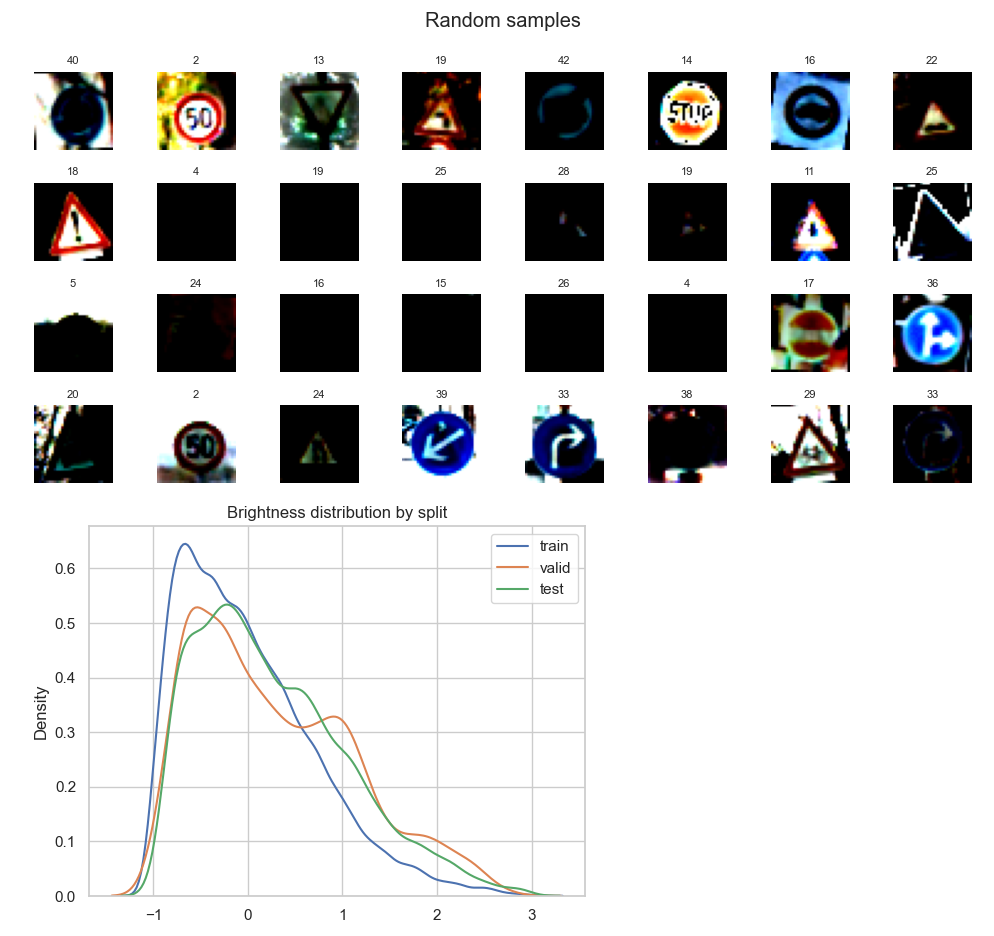 Random samples
40 2 13 19 42 14 16 22
50
STOP
18 4 19 25 28 19 11 25
5 24 16 15 26 4 17 36
20 2 24 39 33 38 29 33
50
Brightness distribution by split
train
valid
test
0.6
0.5
0.4
0.3
0.2
0.1
0.0
Density
−1 0 1 2 3